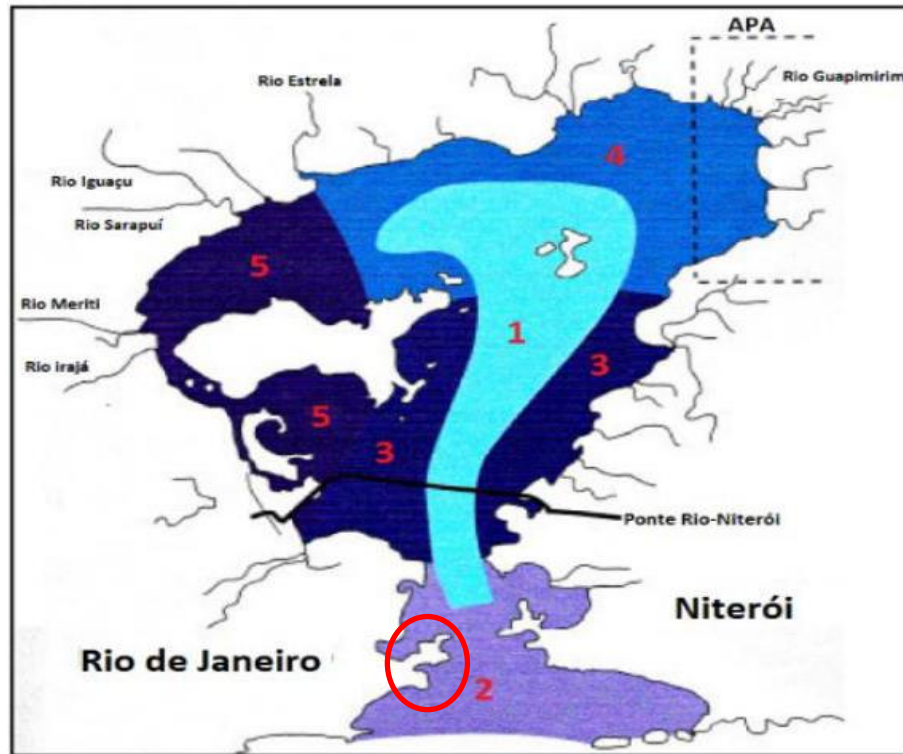 APA
Rio Estrela
Rio Guapimirim
4
Rio Iguaçu
Rio Sarapuí
5
Rio Meriti
1
3
Rio irajá
5
3
Ponte Rio-Niterói
Niterói
Rio de Janeiro
2